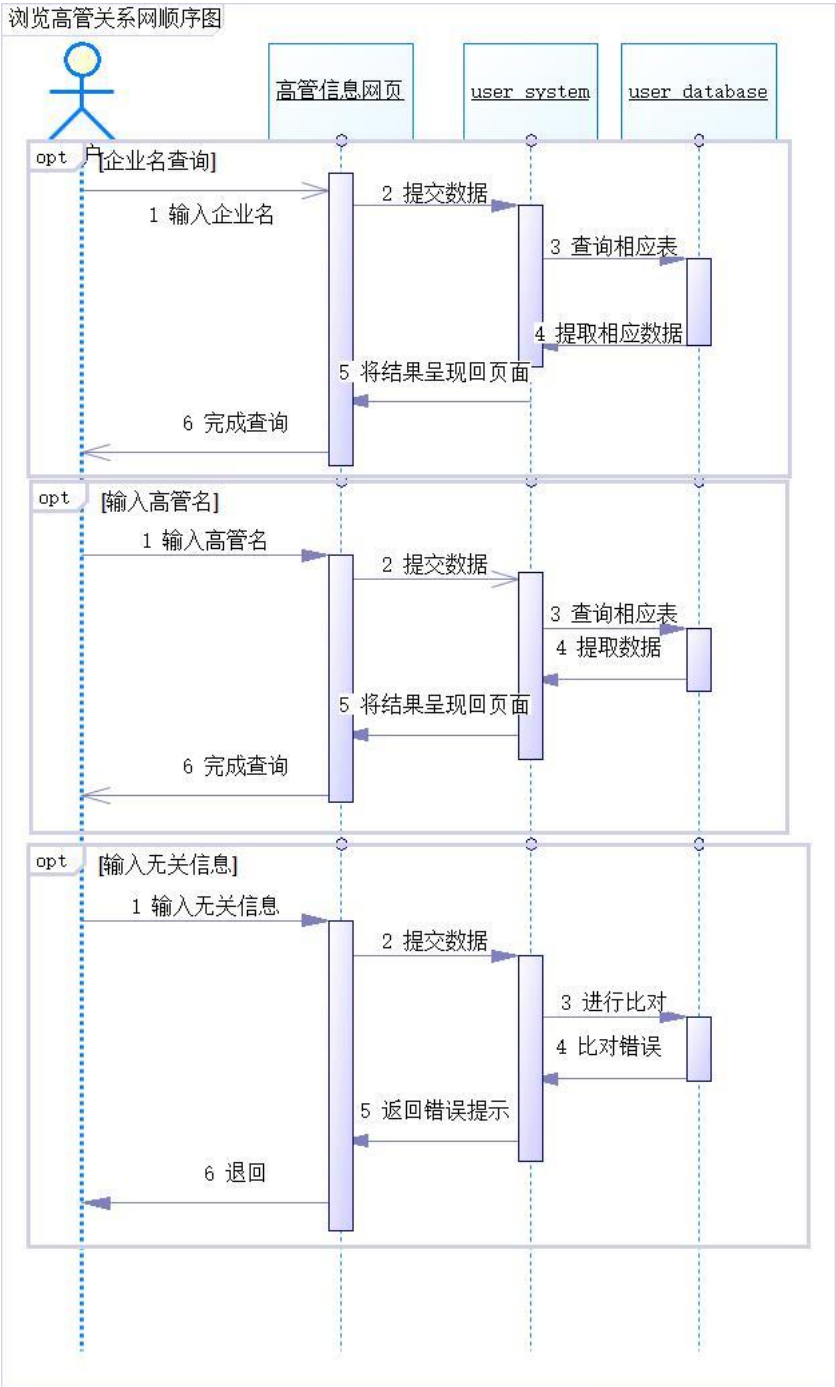 浏览高管关系网顺序图
高管信息网页
user system
user database
opt
户
[企业名查询]
1 输入企业名
2 提交数据
3 查询相应表
4 提取相应数据
5 将结果呈现回页面
6 完成查询
opt
[输入高管名]
1 输入高管名
2 提交数据
3 查询相应表
4 提取数据
5 将结果呈现回页面
6 完成查询
opt
[输入无关信息]
1 输入无关信息
2 提交数据
3 进行比对
4 比对错误
5 返回错误提示
6 退回